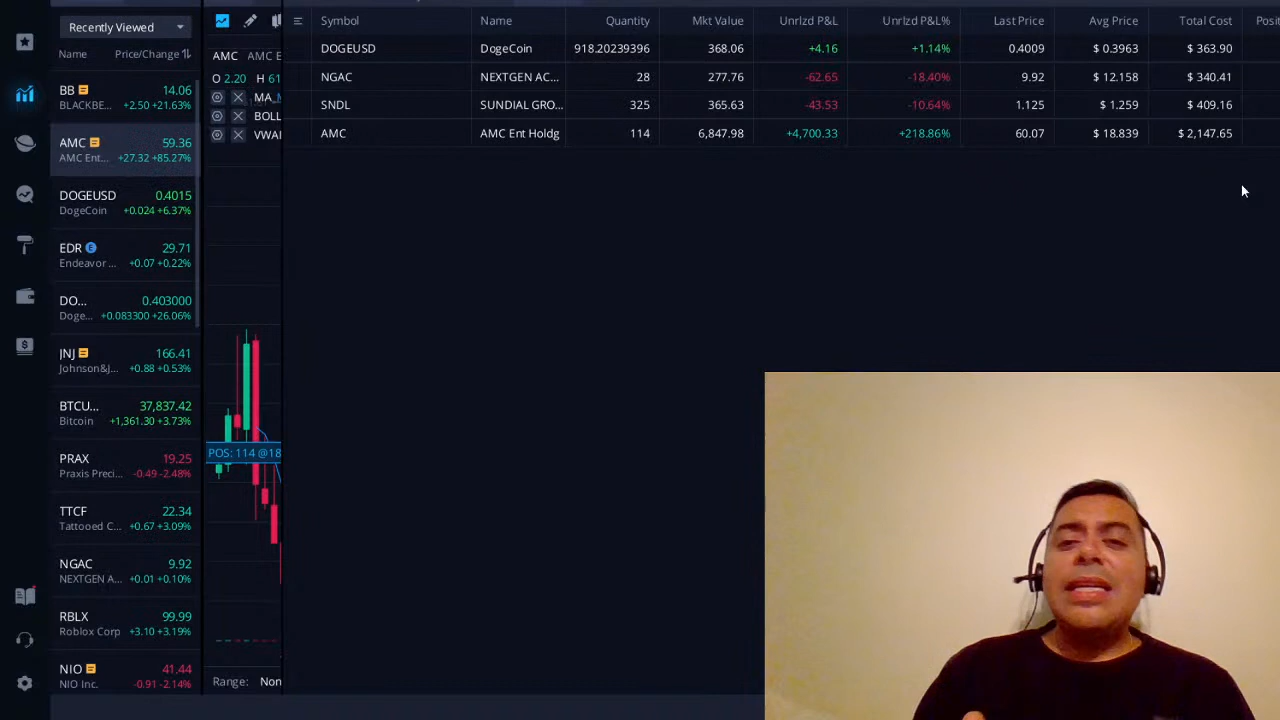 Recently Viewed
Name Price/Change
BB 14.06
BLACKBE... +2.50 +21.63%
AMC 59.36
AMC Ent... +27.32 +85.27%
DOGEUSD 0.4015
DogeCoin +0.024 +6.37%
EDR E 29.71
Endeavor ... +0.07 +0.22%
DO... 0.403000
Doge... +0.083300 +26.06%
JNJ 166.41
Johnson&J... +0.88 +0.53%
BTCU... 37,837.42
Bitcoin +1,361.30 +3.73%
PRAX 19.25
Praxis Preci... -0.49 -2.48%
TTCF 22.34
Tattooed C... +0.67 +3.09%
NGAC 9.92
NEXTGEN A... +0.01 +0.10%
RBLX 99.99
Roblox Corp +3.10 +3.19%
NIO 41.44
NIO Inc. -0.91 -2.14%
AMC AMC E
O 2.20 H 61
MA_
BOLL
VWA
POS: 114 @18
Range: Non
Symbol Name Quantity Mkt Value Unrlzd P&L Unrlzd P&L% Last Price Avg Price Total Cost Posi
DOGEUSD DogeCoin 918.20239396 368.06 +4.16 +1.14% 0.4009 $ 0.3963 $ 363.90
NGAC NEXTGEN AC... 28 277.76 -62.65 -18.40% 9.92 $ 12.158 $ 340.41
SNDL SUNDIAL GRO... 325 365.63 -43.53 -10.64% 1.125 $ 1.259 $ 409.16
AMC AMC Ent Holdg 114 6,847.98 +4,700.33 +218.86% 60.07 $ 18.839 $ 2,147.65